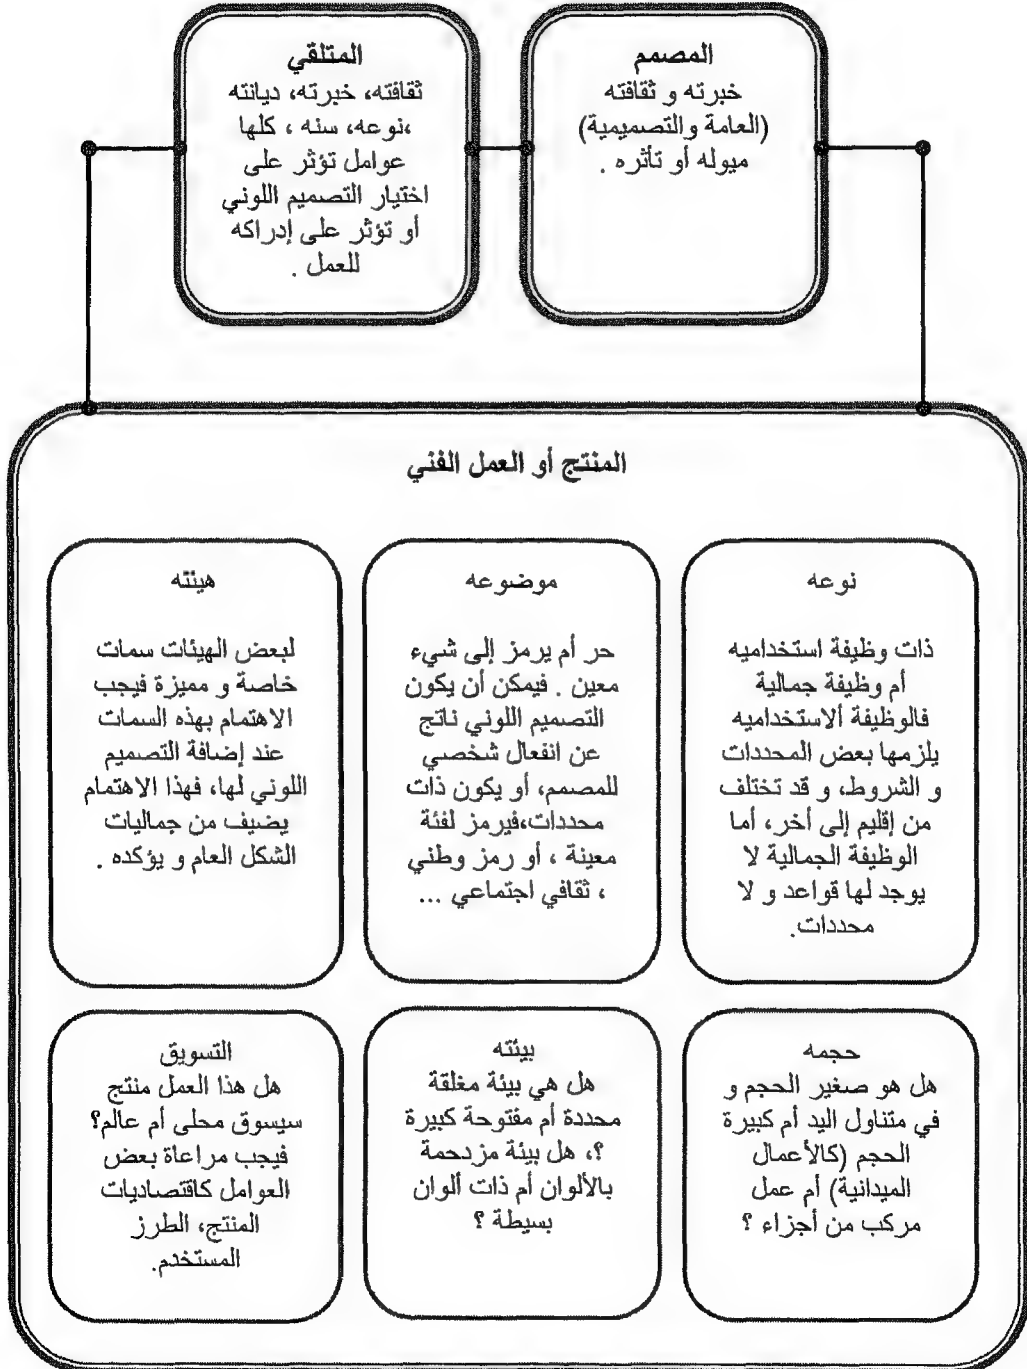 المصمم
خبرته و ثقافته
(العامة والتصميمية)
ميوله أو تأثره .
المتلقي
ثقافته، خبرته، ديانته
،نوعه، سنه ، كلها
عوامل تؤثر على
اختيار التصميم اللوني
أو تؤثر على إدراكه
للعمل .
المنتج أو العمل الفني
نوعه
ذات وظيفة استخداميه
أم وظيفة جمالية
فالوظيفة ألاستخداميه
يلزمها بعض المحددات
و الشروط، و قد تختلف
من إقليم إلى أخر، أما
الوظيفة الجمالية لا
يوجد لها قواعد و لا
محددات.
موضوعه
حر أم يرمز إلى شيء
معين . فيمكن أن يكون
التصميم اللوني ناتج
عن انفعال شخصي
للمصمم، أو يكون ذات
محددات،فيرمز لفئة
معينة ، أو رمز وطني
، ثقافي اجتماعي ...
هيئته
لبعض الهيئات سمات
خاصة و مميزة فيجب
الاهتمام بهذه السمات
عند إضافة التصميم
اللوني لها، فهذا الاهتمام
يضيف من جماليات
الشكل العام و يؤكده .
حجمه
هل هو صغير الحجم و
في متناول اليد أم كبيرة
الحجم (كالأعمال
الميدانية) أم عمل
مركب من أجزاء ؟
بيئته
هل هي بيئة مغلقة
محددة أم مفتوحة كبيرة
؟، هل بيئة مزدحمة
بالألوان أم ذات ألوان
بسيطة ؟
التسويق
هل هذا العمل منتج
سيسوق محلى أم عالم؟
فيجب مراعاة بعض
العوامل كاقتصاديات
المنتج، الطرز
المستخدم.